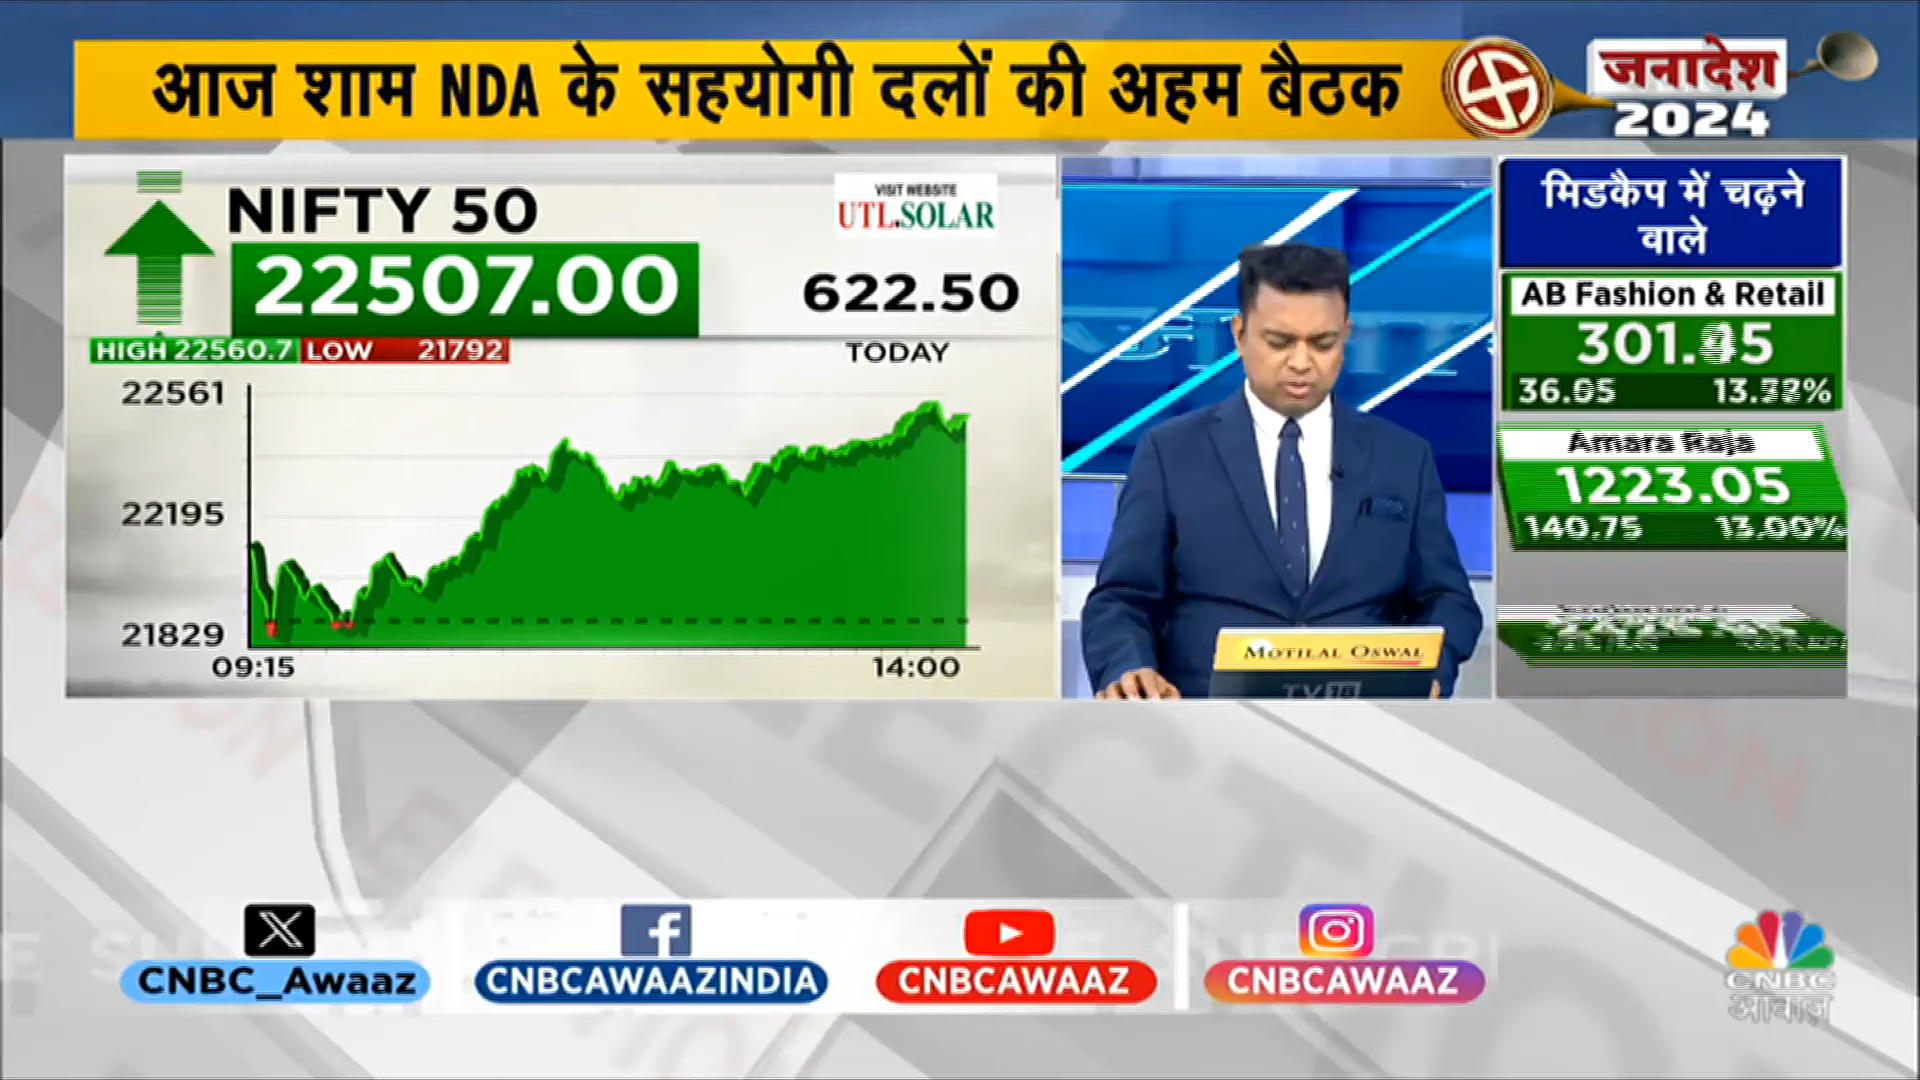 आज शाम NDA के सहयोगी दलों की अहम बैठक
जनादेश
2024
NIFTY 50
22507.00
VISIT WEBSITE
UTL.SOLAR
622.50
TODAY
HIGH 22560.7 LOW 21792
22561
22195
21829
09:15 14:00
MOTILAL OSWAL
TV18
मिडकैप में चढ़ने
वाले
AB Fashion & Retail
36.05
Amara Raja
1223.05
140.75 13.00%
CNBC_Awaaz
CNBCAWAAZINDIA
CNBCAWAAZ
CNBCAWAAZ
CNBC
आवाज़